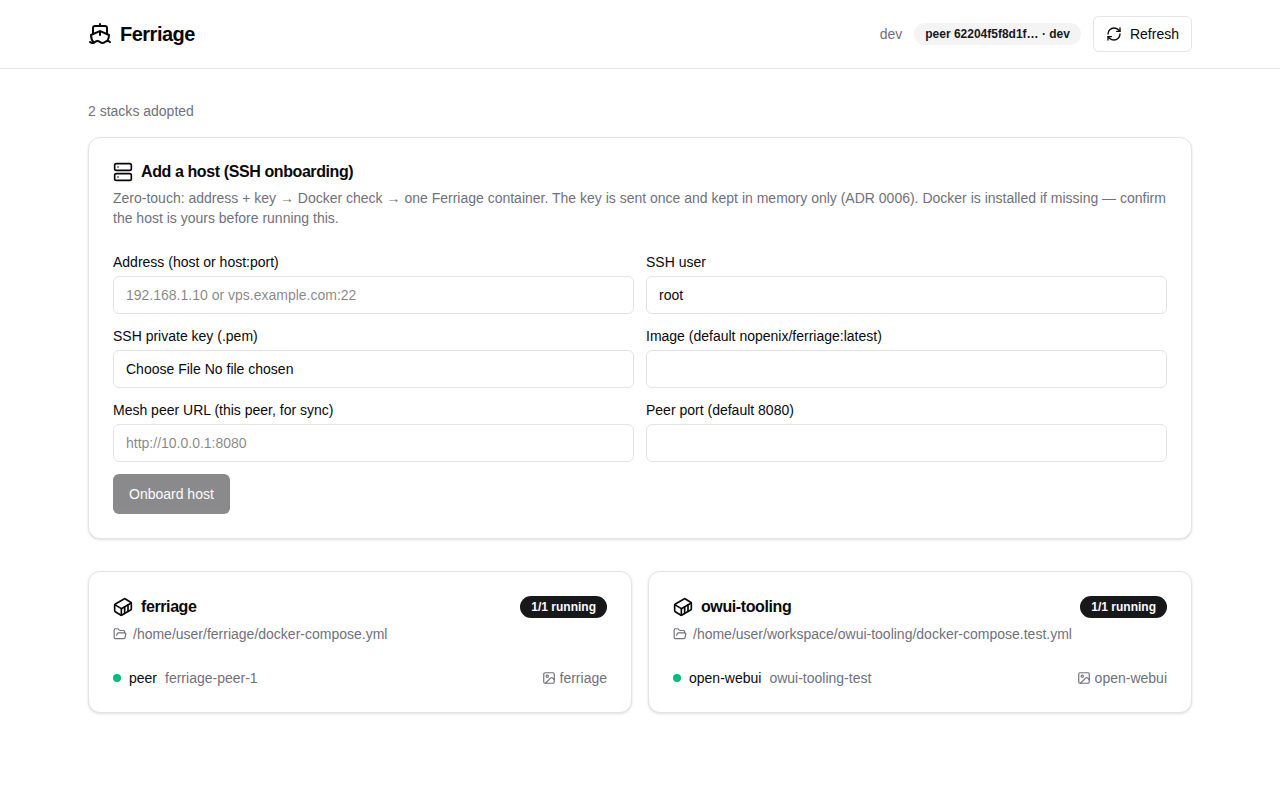 Ferriage
dev
peer 62204f5f8d1f… · dev
Refresh
2 stacks adopted
Add a host (SSH onboarding)
Zero-touch: address + key → Docker check → one Ferriage container. The key is sent once and kept in memory only (ADR 0006). Docker is installed if missing — confirm
the host is yours before running this.
Address (host or host:port)
SSH user
192.168.1.10 or vps.example.com:22
root
SSH private key (.pem)
Image (default nopenix/ferriage:latest)
Choose File No file chosen
Mesh peer URL (this peer, for sync)
Peer port (default 8080)
http://10.0.0.1:8080
Onboard host
ferriage
1/1 running
/home/user/ferriage/docker-compose.yml
peer ferriage-peer-1
ferriage
owui-tooling
1/1 running
/home/user/workspace/owui-tooling/docker-compose.test.yml
open-webui owui-tooling-test
open-webui